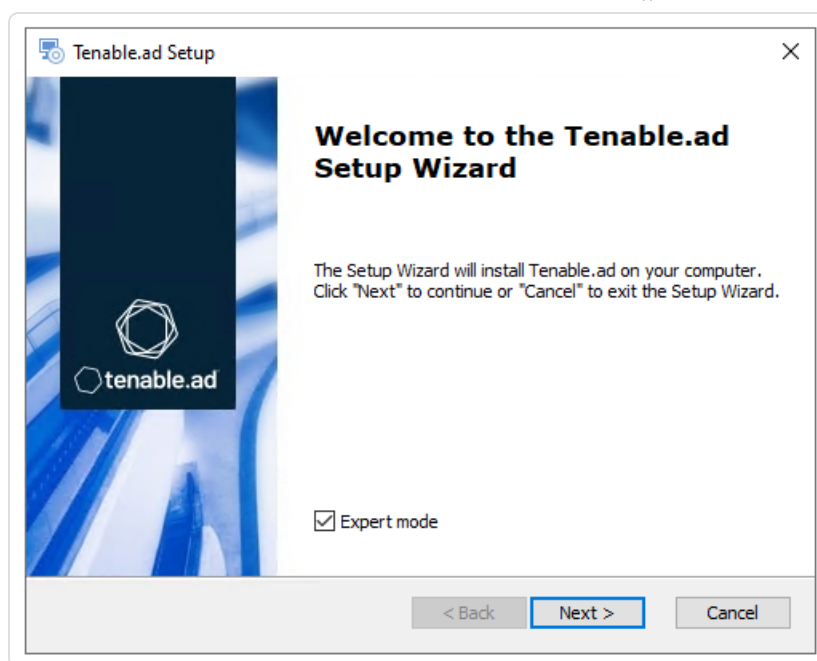 Tenable.ad Setup
Welcome to the Tenable.ad
Setup Wizard
The Setup Wizard will install Tenable.ad on your computer.
Click "Next" to continue or "Cancel" to exit the Setup Wizard.
tenable.ad
Expert mode
< Back
Next >
Cancel